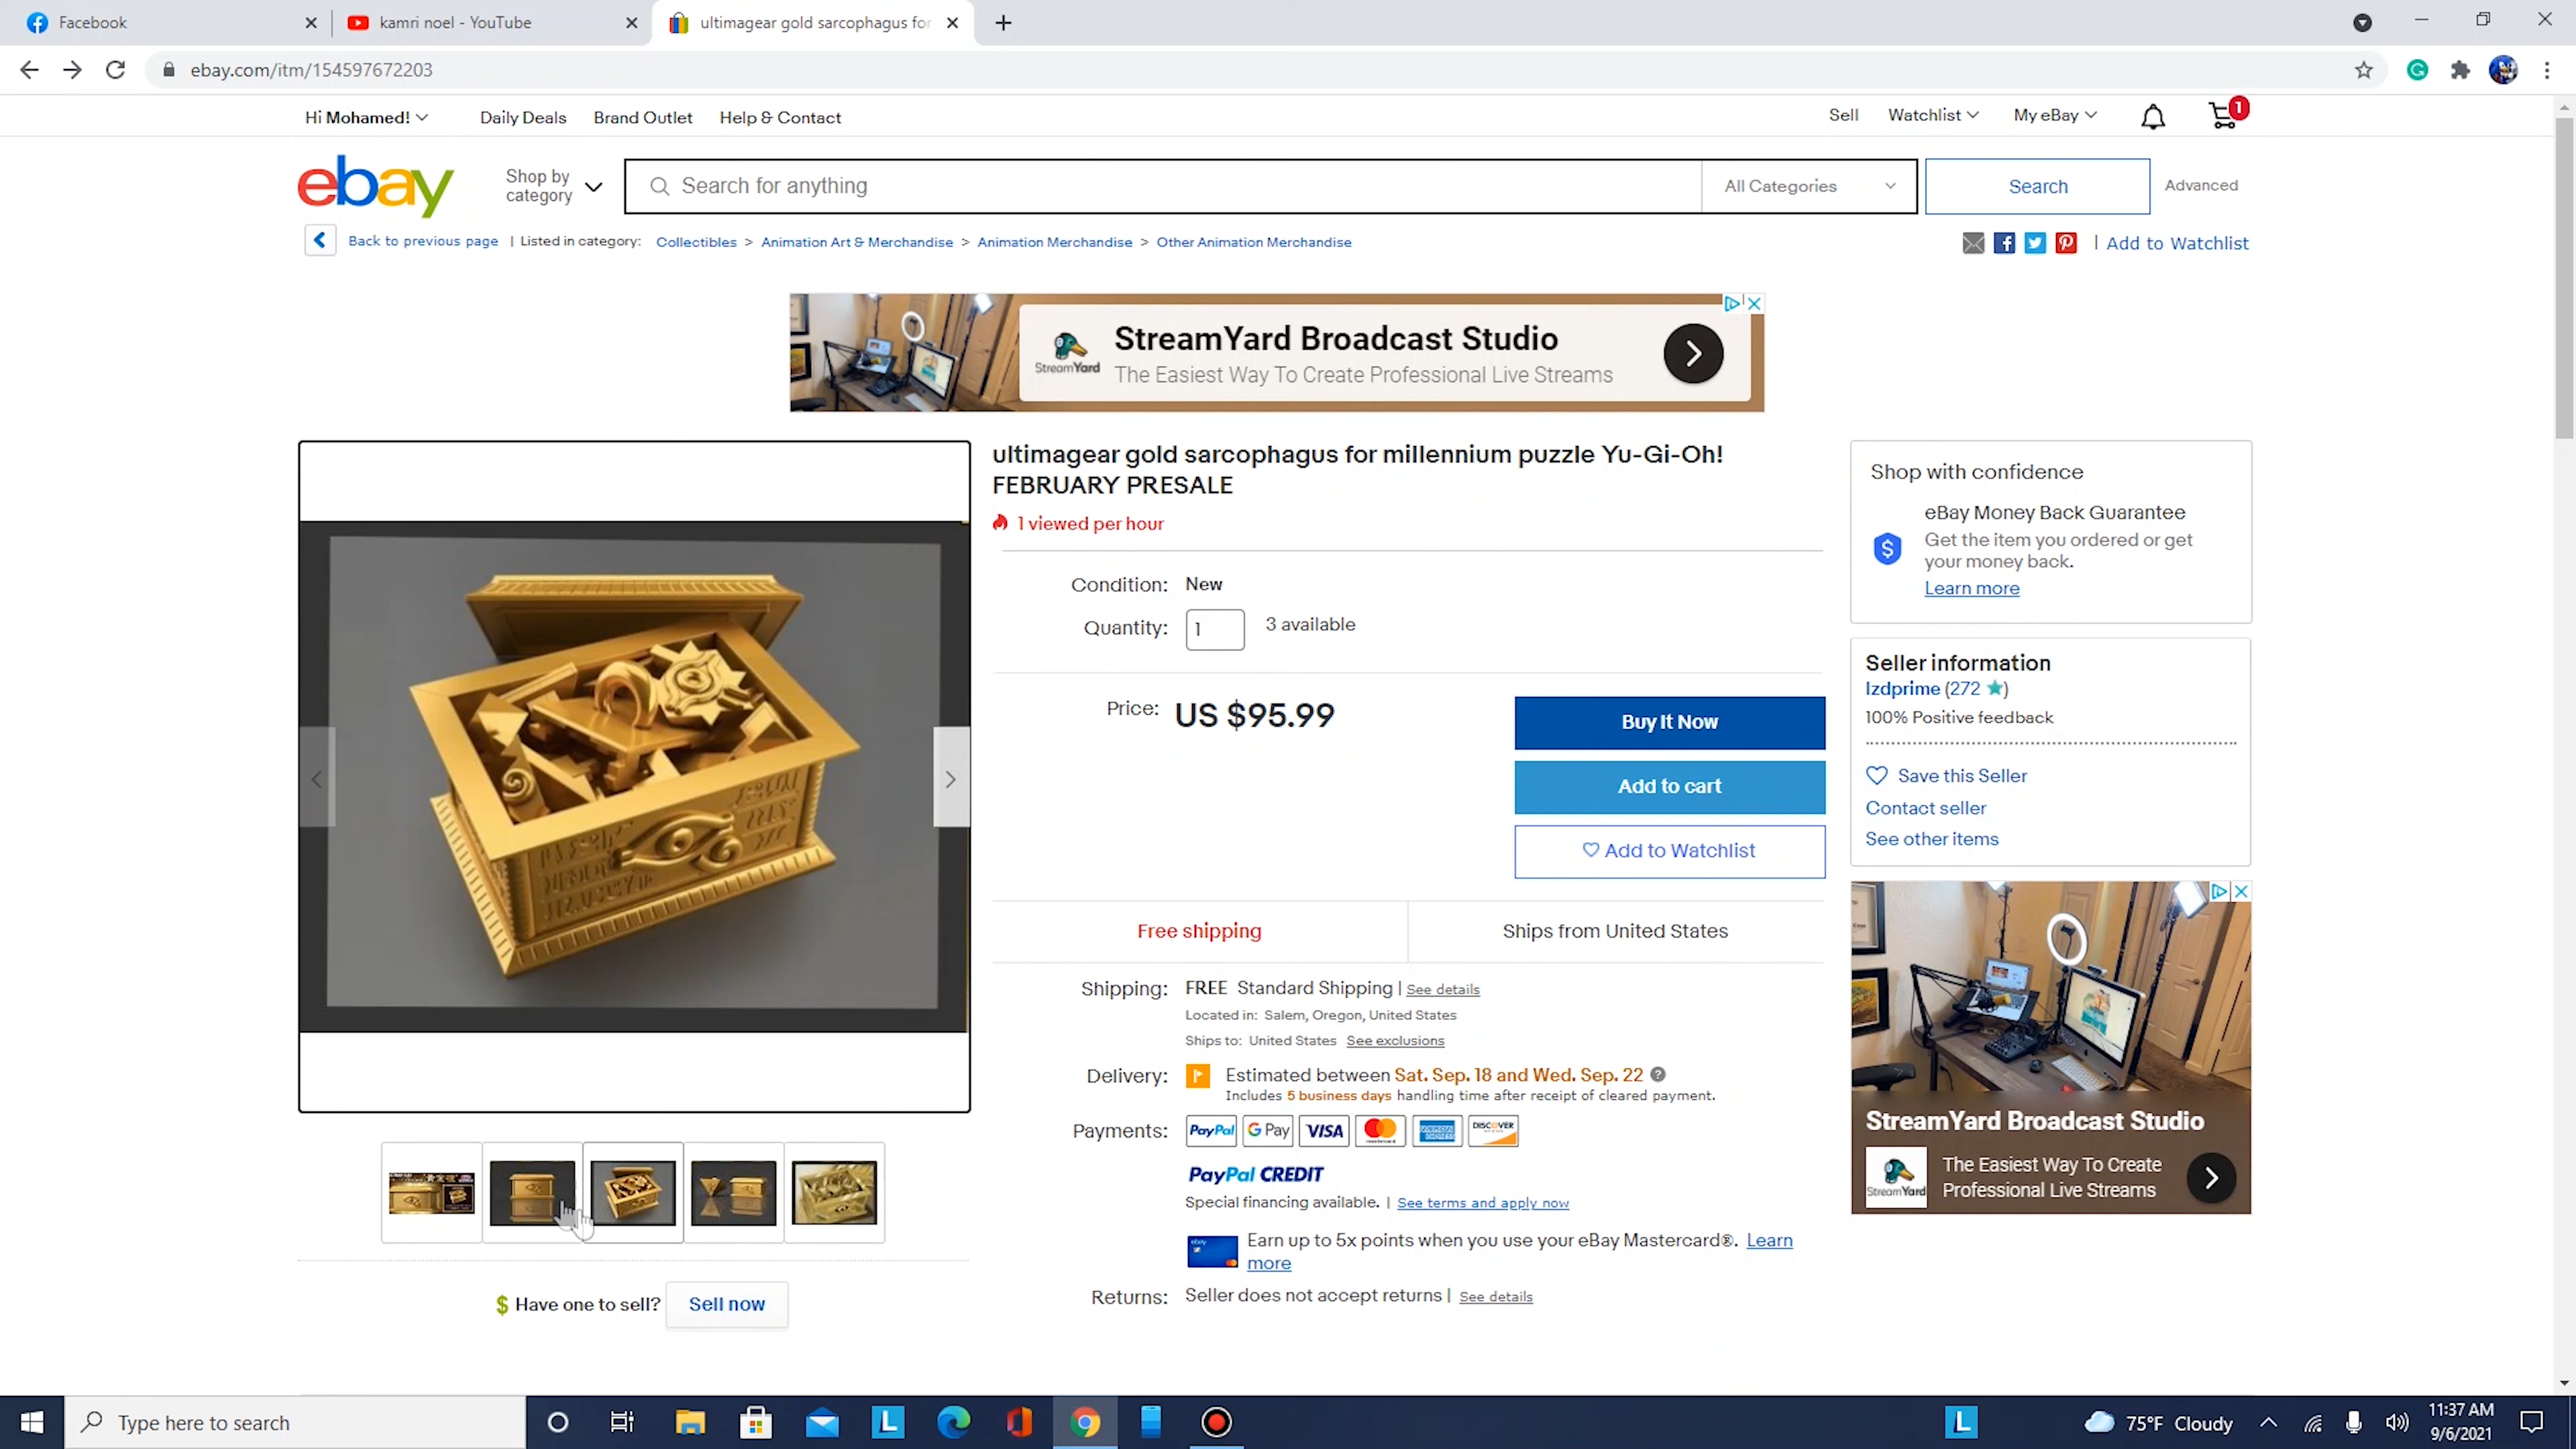 Facebook
kamri noel - YouTube
ultimagear gold sarcophagus for
ebay.com/itm/154597672203
Hi Mohamed!
Daily Deals
Brand Outlet
Help & Contact
Sell
Watchlist
My eBay
1
ebay
Shop by
category
Search for anything
All Categories
Search
Advanced
Back to previous page | Listed in category: Collectibles > Animation Art & Merchandise > Animation Merchandise > Other Animation Merchandise
| Add to Watchlist
StreamYard
StreamYard Broadcast Studio
The Easiest Way To Create Professional Live Streams
ultimagear gold sarcophagus for millennium puzzle Yu-Gi-Oh!
FEBRUARY PRESALE
1 viewed per hour
Condition: New
Quantity: 1 3 available
Price: US $95.99
Buy It Now
Add to cart
Add to Watchlist
Free shipping
Ships from United States
Shipping: FREE Standard Shipping | See details
Located in: Salem, Oregon, United States
Ships to: United States See exclusions
Delivery: Estimated between Sat. Sep. 18 and Wed. Sep. 22
Includes 5 business days handling time after receipt of cleared payment.
Payments: PayPal G Pay VISA mastercard AMERICAN EXPRESS DISCOVER
PayPal CREDIT
Special financing available. | See terms and apply now
ebay
Earn up to 5x points when you use your eBay Mastercard®. Learn
more
Returns: Seller does not accept returns | See details
Shop with confidence
eBay Money Back Guarantee
Get the item you ordered or get
your money back.
Learn more
Seller information
lzdprime (272 ★)
100% Positive feedback
Save this Seller
Contact seller
See other items
StreamYard Broadcast Studio
StreamYard
The Easiest Way To Create
Professional Live Streams
$ Have one to sell? Sell now
Type here to search
L
L
75°F Cloudy
11:37 AM
9/6/2021